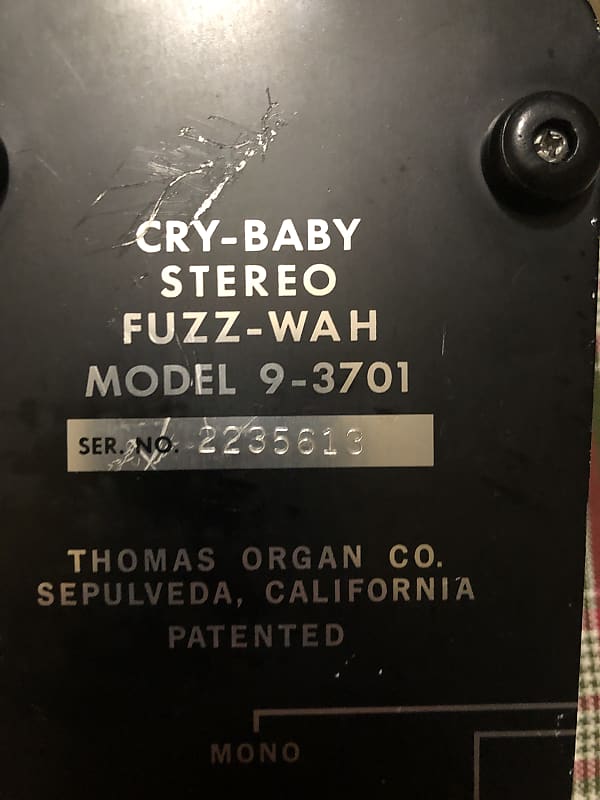 CRY-BABY
STEREO
FUZZ-WAH
MODEL 9-3701
SER. NO. 2235613
THOMAS ORGAN CO.
SEPULVEDA, CALIFORNIA
PATENTED
MONO